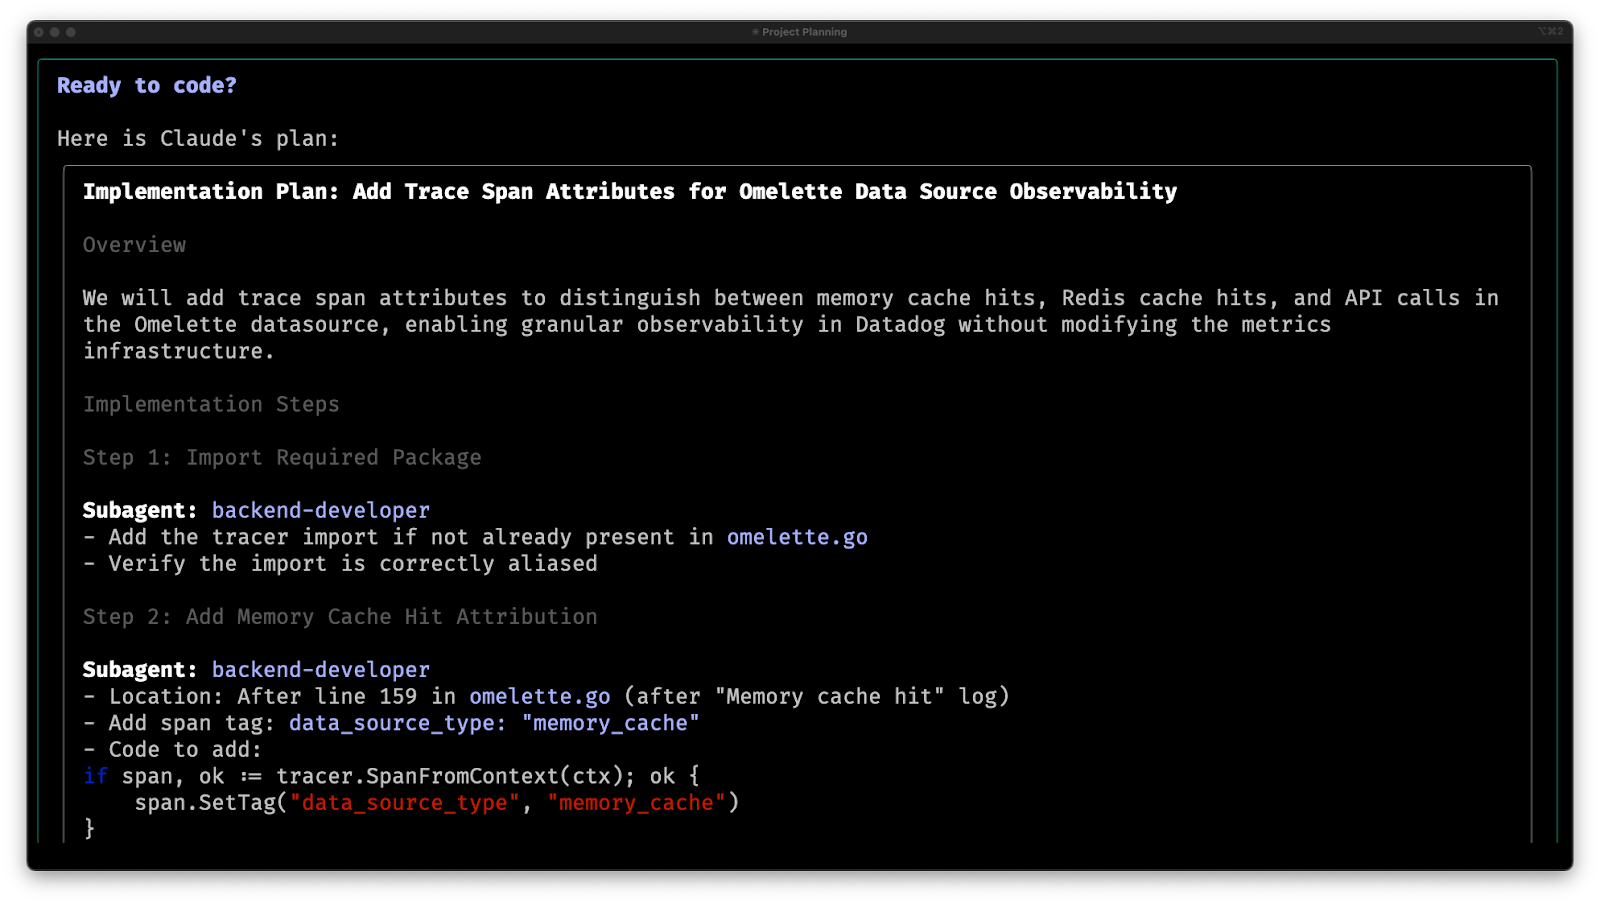 ✳ Project Planning
⌥⌘2
Ready to code?
Here is Claude's plan:
Implementation Plan: Add Trace Span Attributes for Omelette Data Source Observability
Overview
We will add trace span attributes to distinguish between memory cache hits, Redis cache hits, and API calls in
the Omelette datasource, enabling granular observability in Datadog without modifying the metrics
infrastructure.
Implementation Steps
Step 1: Import Required Package
Subagent: backend-developer
- Add the tracer import if not already present in omelette.go
- Verify the import is correctly aliased
Step 2: Add Memory Cache Hit Attribution
Subagent: backend-developer
- Location: After line 159 in omelette.go (after "Memory cache hit" log)
- Add span tag: data_source_type: "memory_cache"
- Code to add:
if span, ok := tracer.SpanFromContext(ctx); ok {
    span.SetTag("data_source_type", "memory_cache")
}